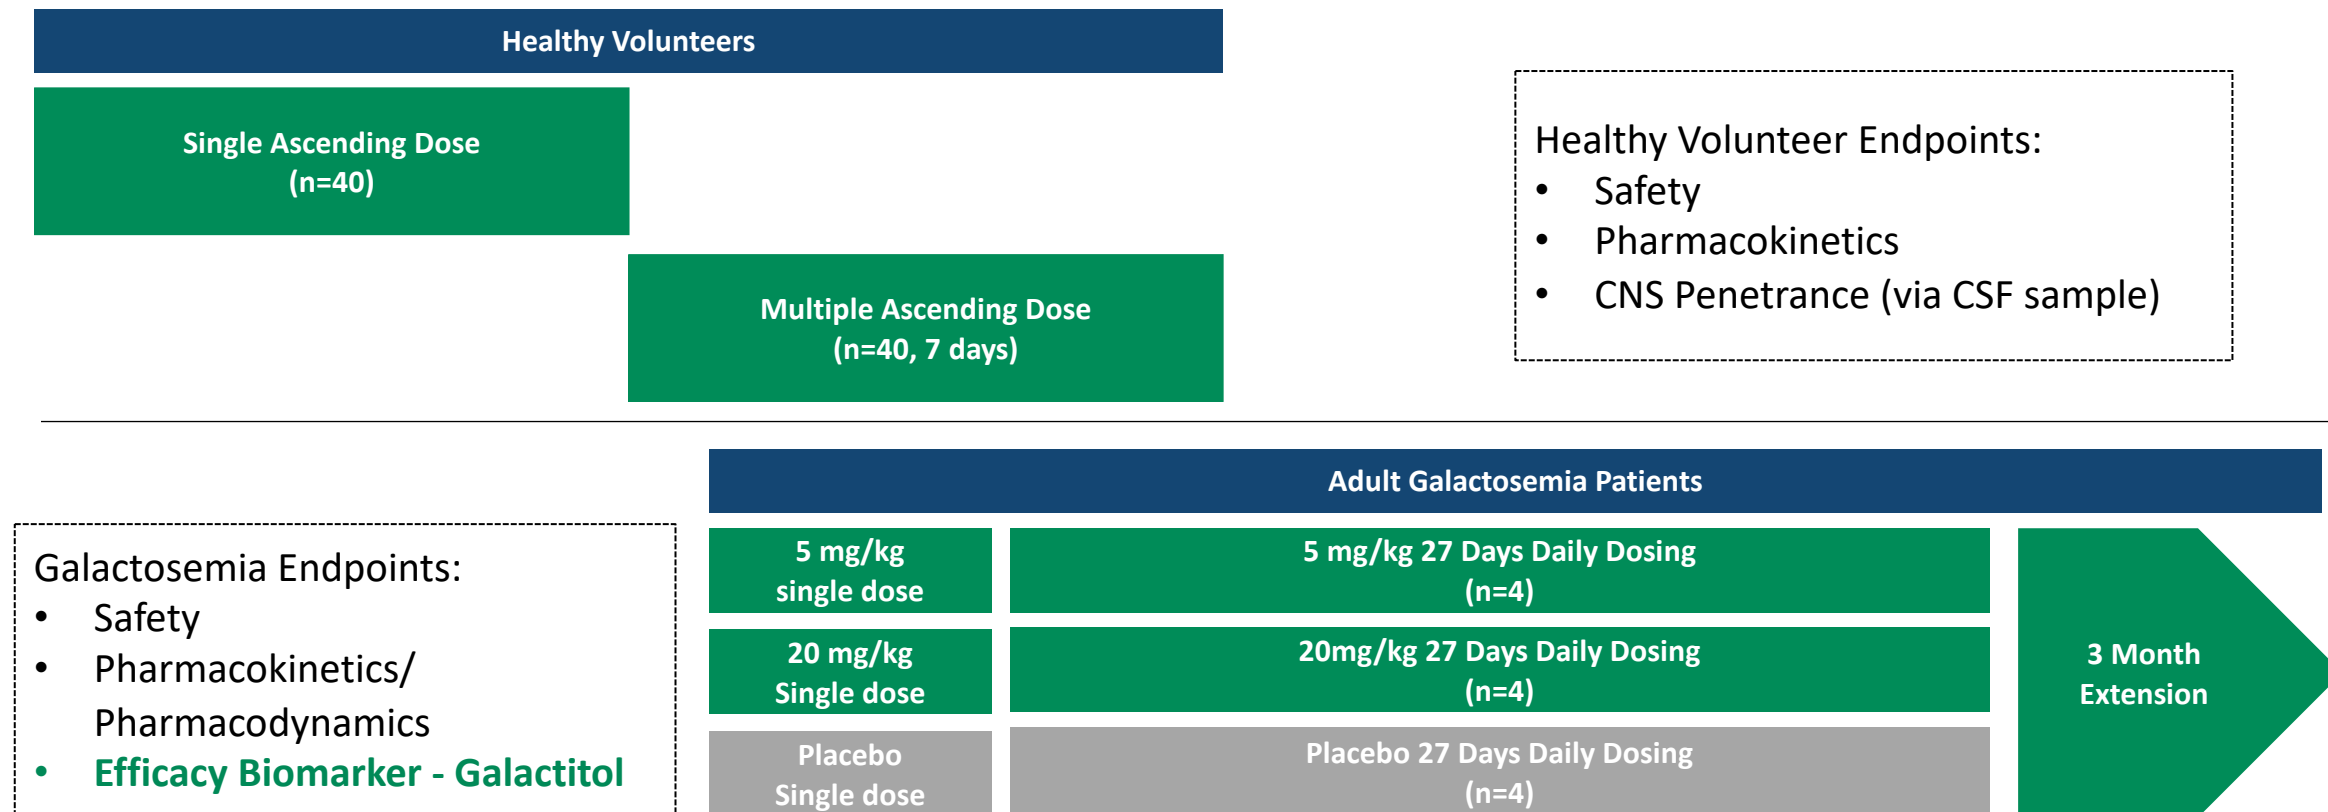 Healthy Volunteers
Single Ascending Dose
(n=40)
Multiple Ascending Dose
(n=40, 7 days)
Healthy Volunteer Endpoints:
• Safety
• Pharmacokinetics
• CNS Penetrance (via CSF sample)
Adult Galactosemia Patients
Galactosemia Endpoints:
• Safety
• Pharmacokinetics/
Pharmacodynamics
• Efficacy Biomarker - Galactitol
5 mg/kg
single dose
5 mg/kg 27 Days Daily Dosing
(n=4)
20 mg/kg
Single dose
20mg/kg 27 Days Daily Dosing
(n=4)
Placebo
Single dose
Placebo 27 Days Daily Dosing
(n=4)
3 Month
Extension